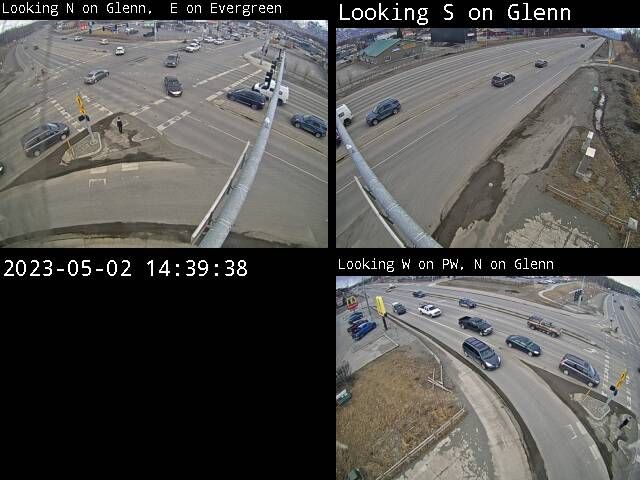 Looking N on Glenn,  E on Evergreen
Looking S on Glenn
2023-05-02 14:39:38
Looking W on PW, N on Glenn